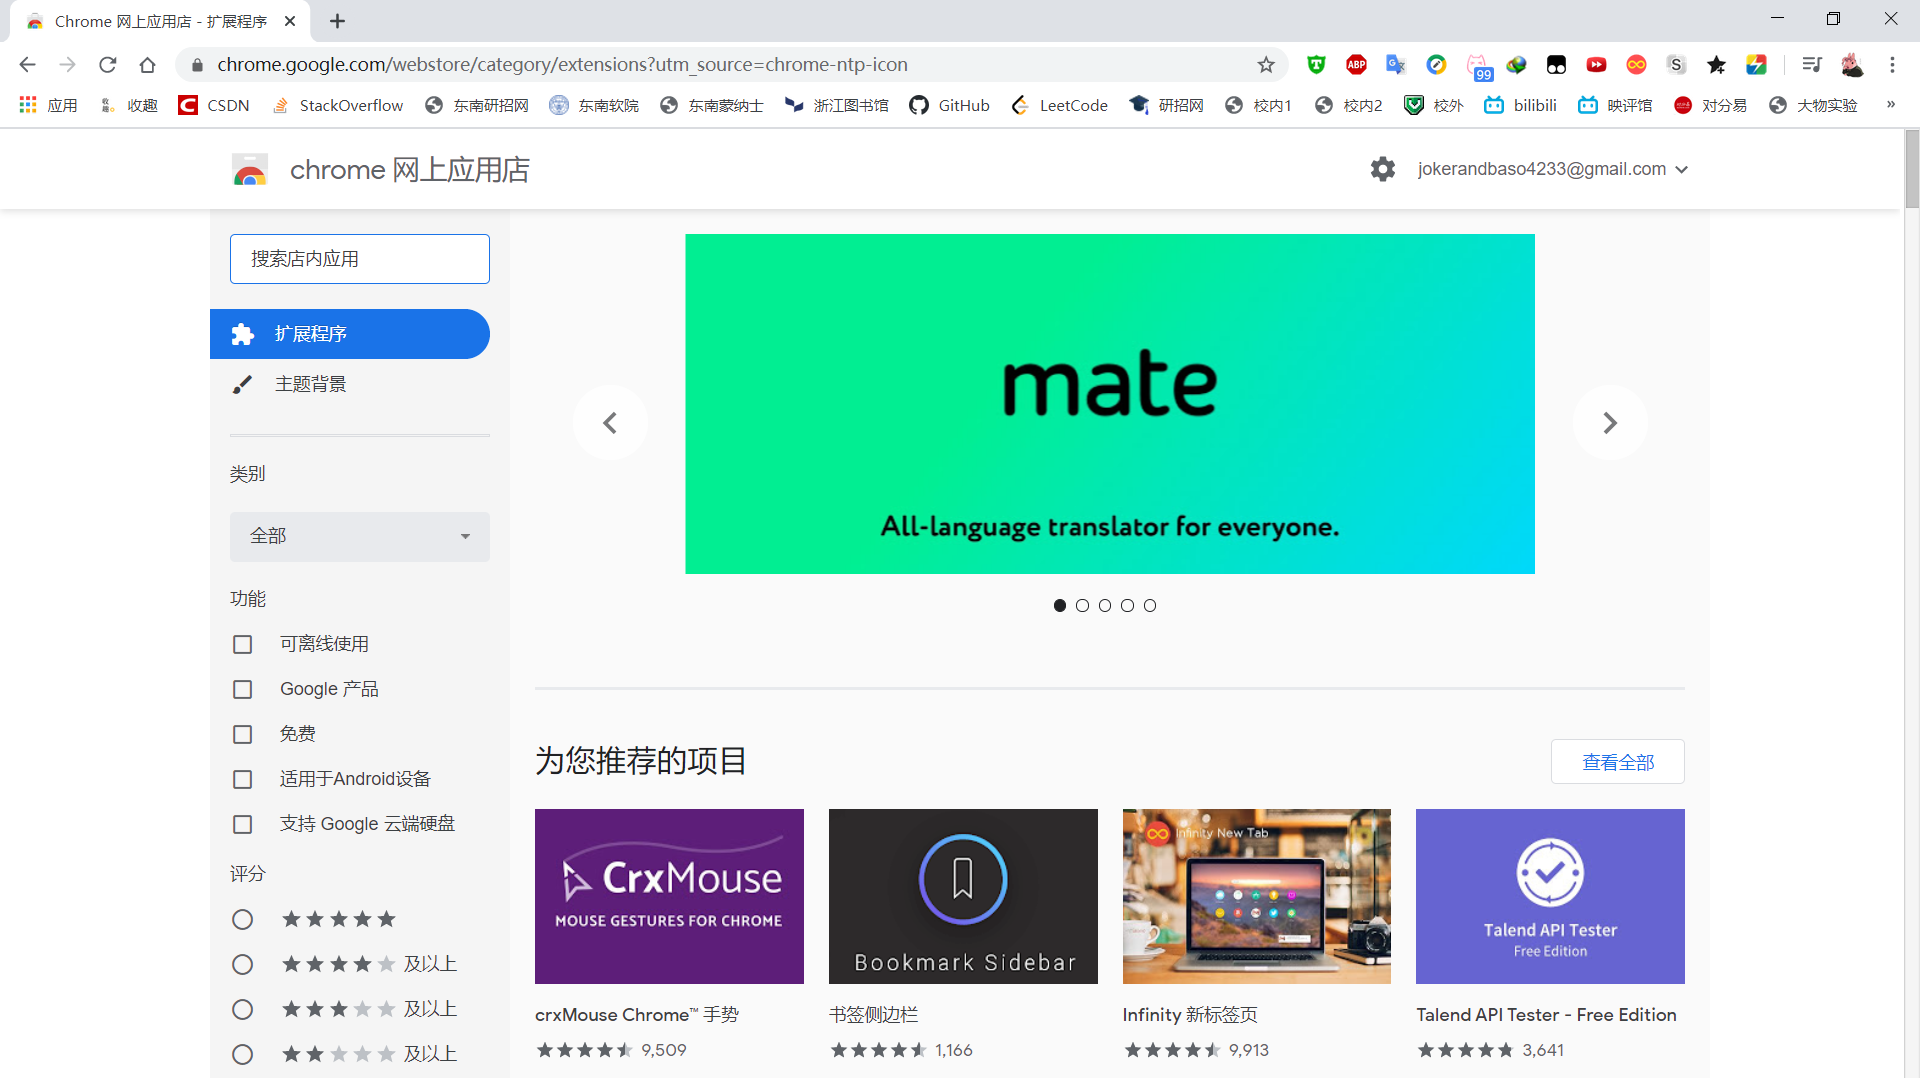 Chrome 网上应用店 - 扩展程序
chrome.google.com/webstore/category/extensions?utm_source=chrome-ntp-icon
ABP
99
S
应用
收趣
CSDN
StackOverflow
东南研招网
东南软院
东南蒙纳士
浙江图书馆
GitHub
LeetCode
研招网
校内1
校内2
校外
bilibili
映评馆
对分易
大物实验
»
chrome 网上应用店
jokerandbaso4233@gmail.com
搜索店内应用
扩展程序
主题背景
类别
全部
功能
可离线使用
Google 产品
免费
适用于Android设备
支持 Google 云端硬盘
评分
及以上
及以上
及以上
mate
All-language translator for everyone.
为您推荐的项目
查看全部
CrxMouse
MOUSE GESTURES FOR CHROME
Bookmark Sidebar
Infinity New Tab
Talend API Tester
Free Edition
crxMouse Chrome™ 手势
9,509
书签侧边栏
1,166
Infinity 新标签页
9,913
Talend API Tester - Free Edition
3,641